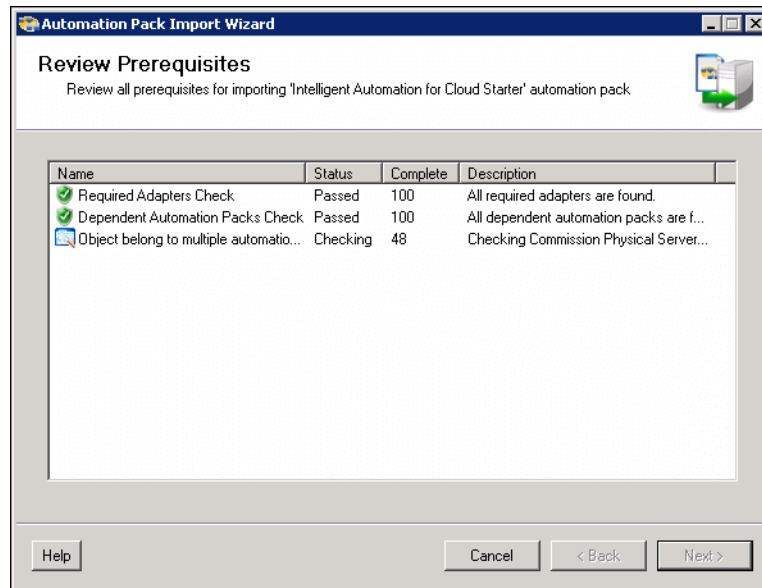 Automation Pack Import Wizard
Review Prerequisites
Review all prerequisites for importing 'Intelligent Automation for Cloud Starter' automation pack
Name Status Complete Description
Required Adapters Check Passed 100 All required adapters are found.
Dependent Automation Packs Check Passed 100 All dependent automation packs are f...
Object belong to multiple automatio... Checking 48 Checking Commission Physical Server...
Help Cancel < Back Next >